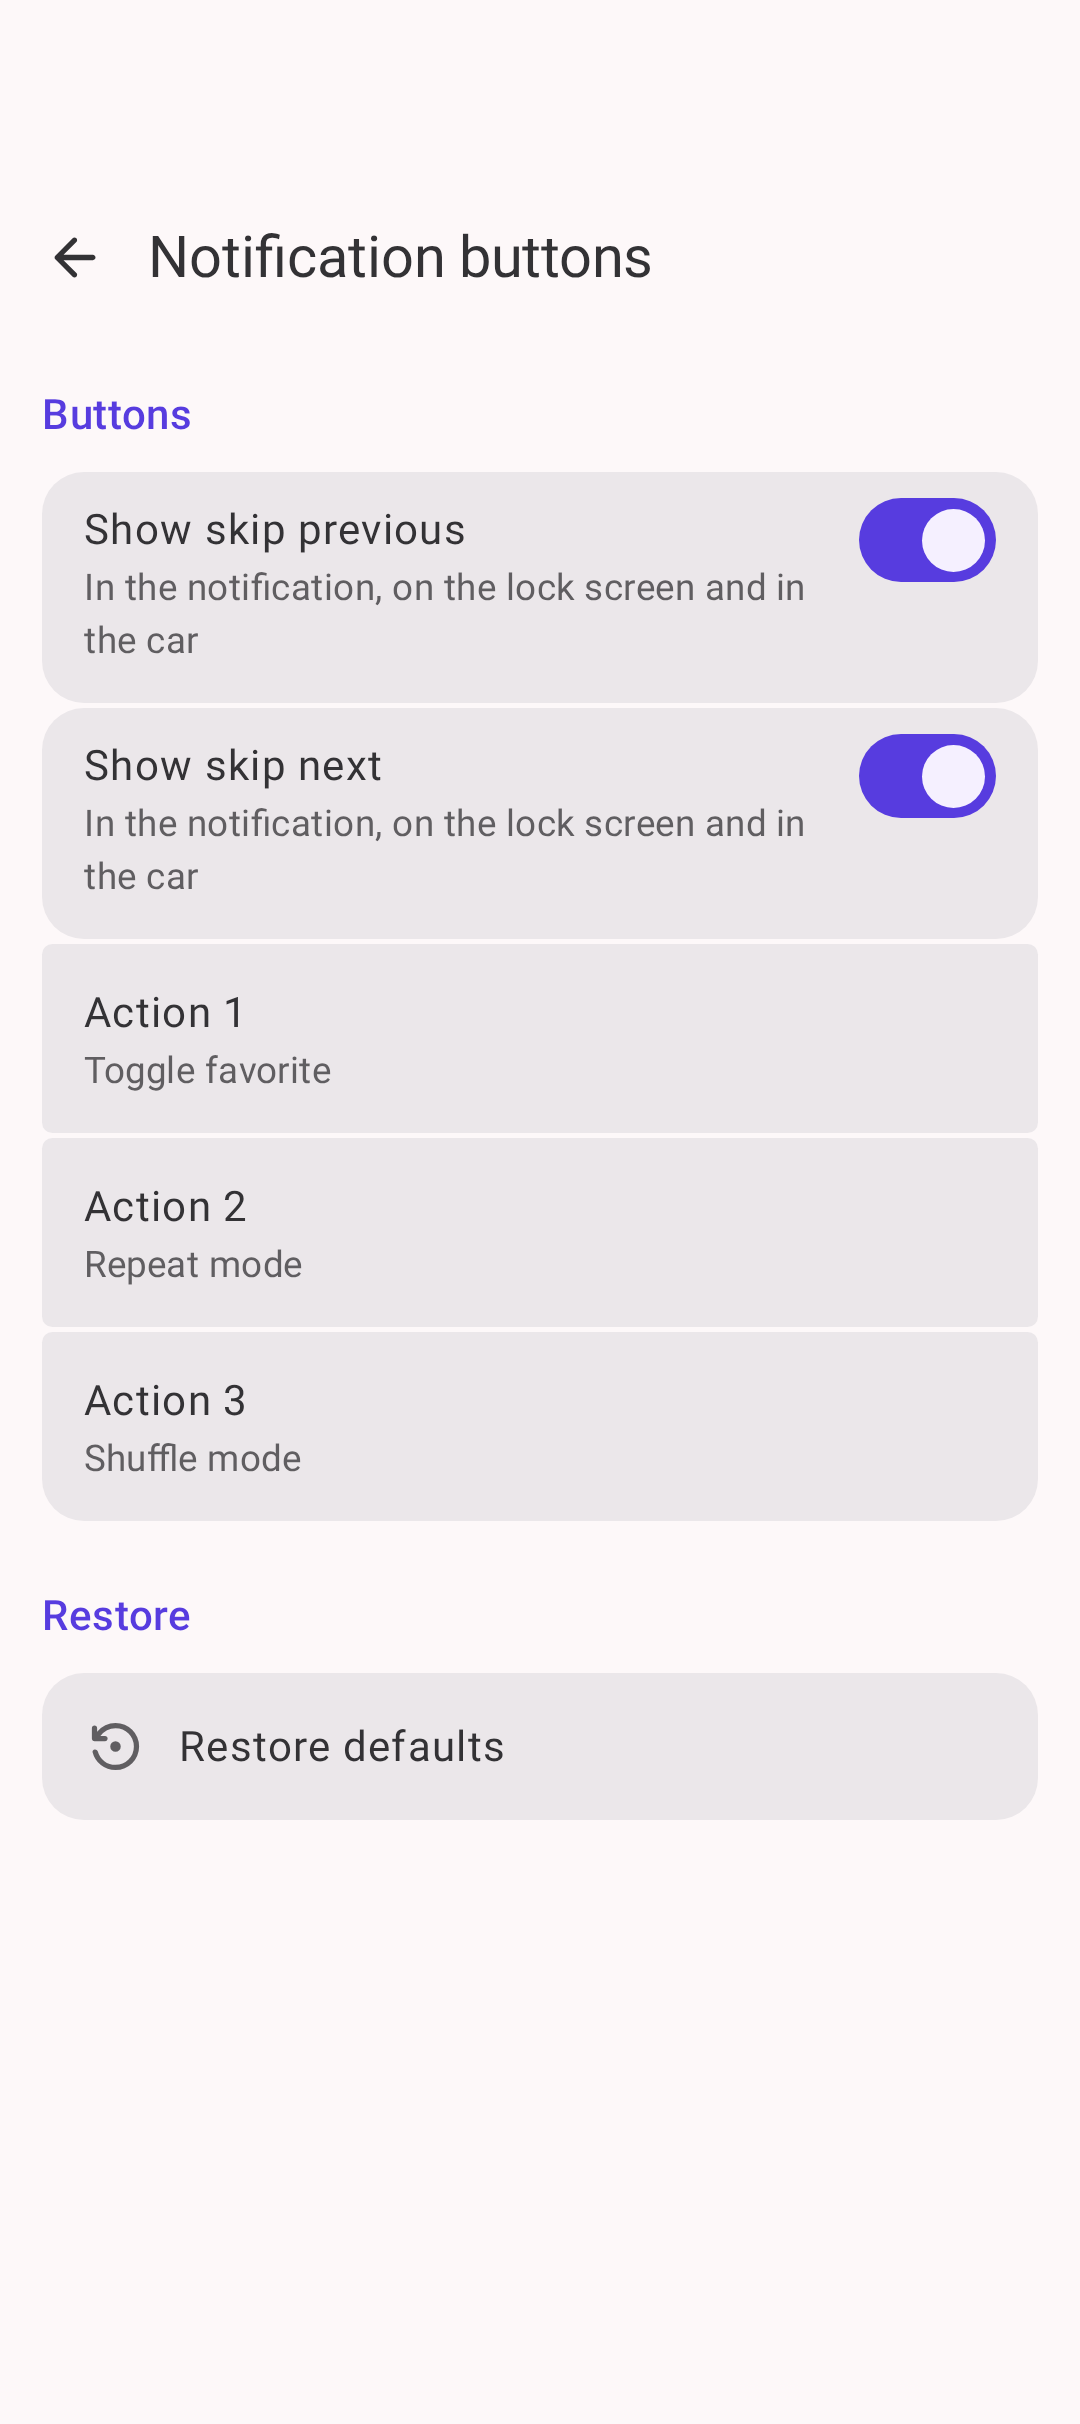 Notification buttons
Buttons
Show skip previous
In the notification, on the lock screen and in
the car
Show skip next
In the notification, on the lock screen and in
the car
Action 1
Toggle favorite
Action 2
Repeat mode
Action 3
Shuffle mode
Restore
Restore defaults